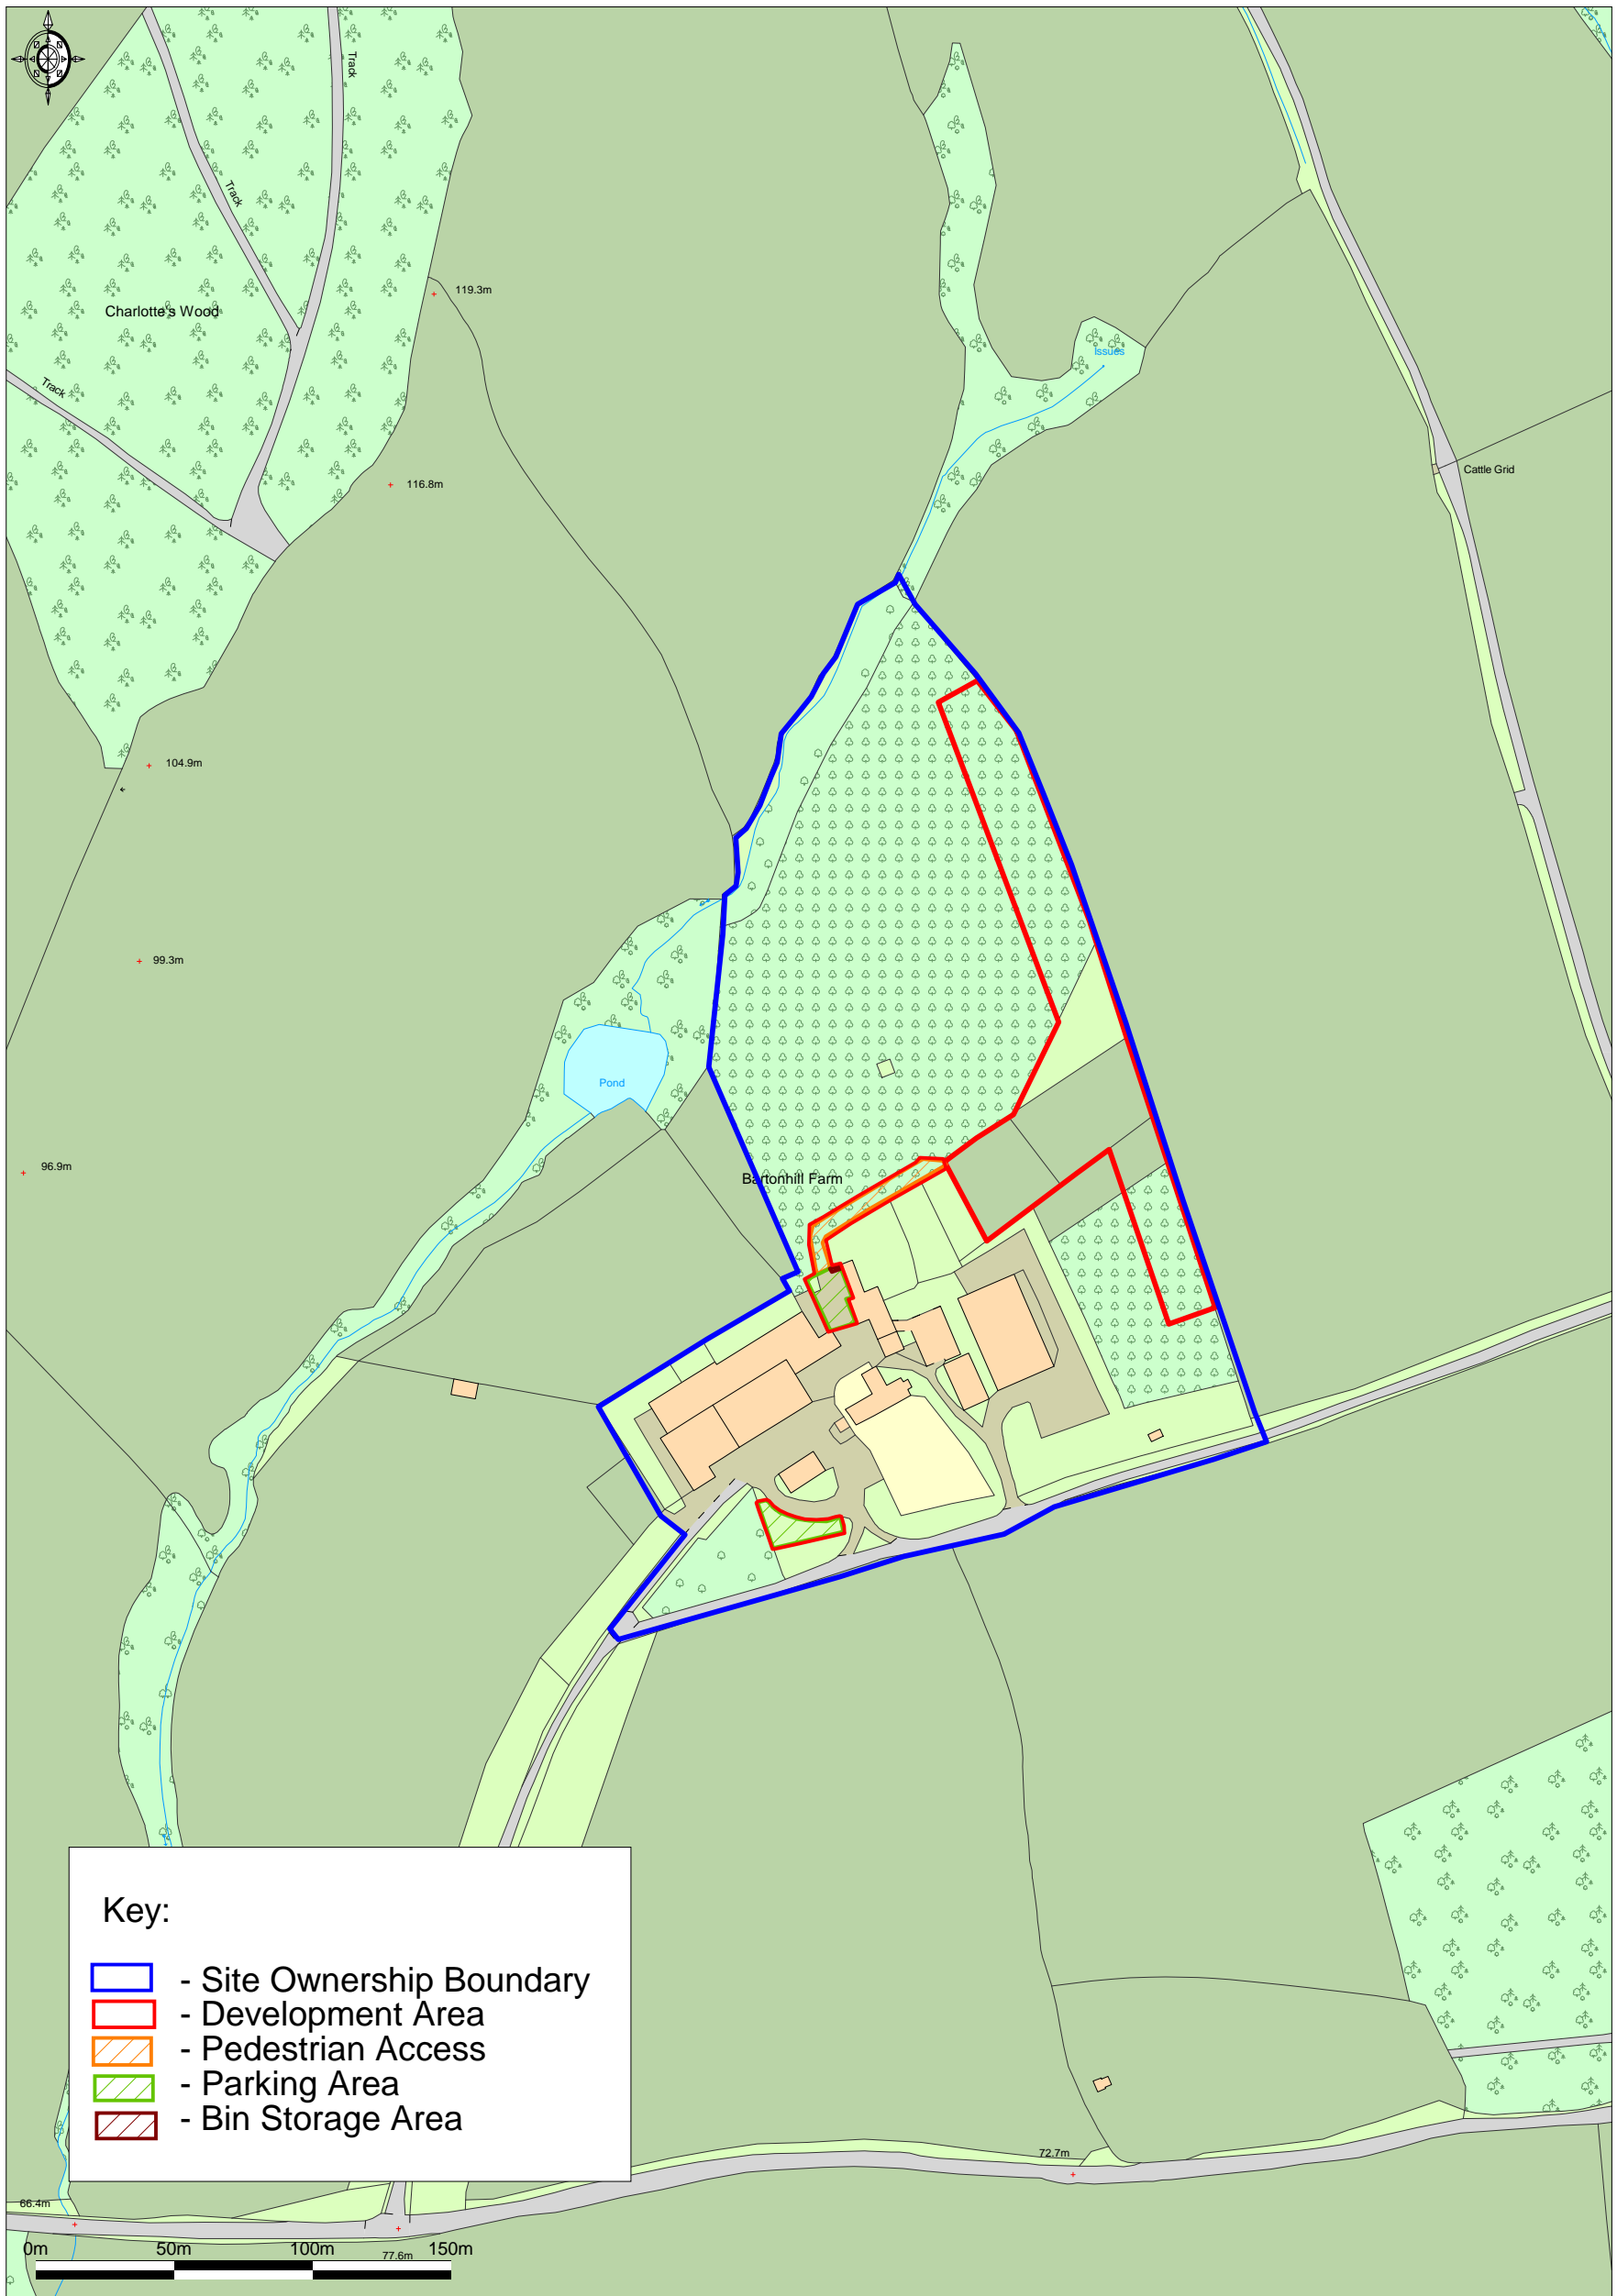 Track
Track
119.3m
Charlotte's Wood
Issues
Track
Cattle Grid
116.8m
104.9m
99.3m
Pond
96.9m
Bartonhill Farm
Key:
- Site Ownership Boundary
- Development Area
- Pedestrian Access
- Parking Area
- Bin Storage Area
72.7m
66.4m
0m 50m 100m 150m
77.6m